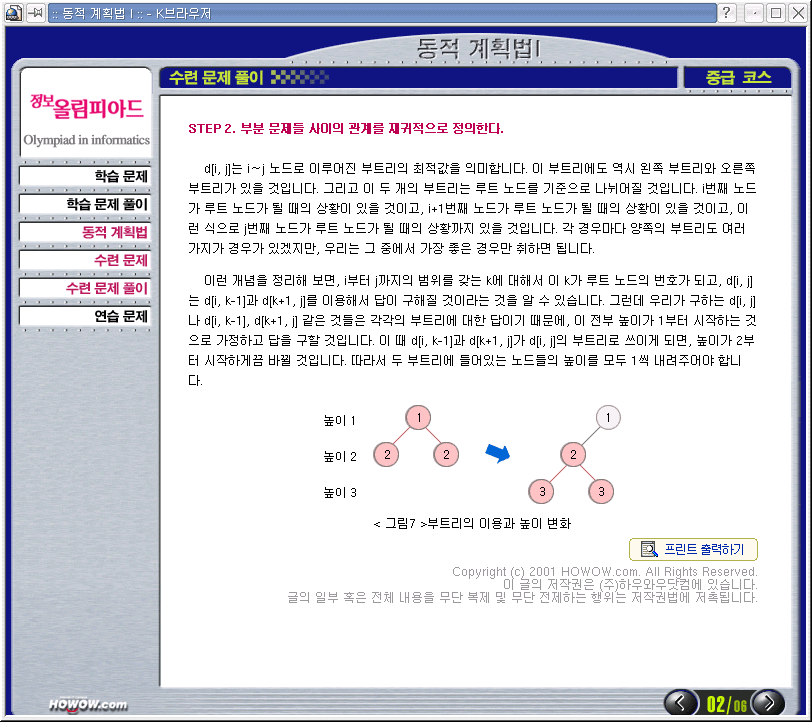 :: 동적 계획법 I :: - K브라우저
동적 계획법I
정보올림피아드
Olympiad in informatics
수련 문제 풀이
중급 코스
학습 문제
학습 문제 풀이
동적 계획법
수련 문제
수련 문제 풀이
연습 문제
STEP 2. 부분 문제들 사이의 관계를 재귀적으로 정의한다.
d[i, j]는 i~j 노드로 이루어진 부트리의 최적값을 의미합니다. 이 부트리에도 역시 왼쪽 부트리와 오른쪽
부트리가 있을 것입니다. 그리고 이 두 개의 부트리는 루트 노드를 기준으로 나뉘어질 것입니다. i번째 노드
가 루트 노드가 될 때의 상황이 있을 것이고, i+1번째 노드가 루트 노드가 될 때의 상황이 있을 것이고, 이
런 식으로 j번째 노드가 루트 노드가 될 때의 상황까지 있을 것입니다. 각 경우마다 양쪽의 부트리도 여러
가지가 경우가 있겠지만, 우리는 그 중에서 가장 좋은 경우만 취하면 됩니다.
이런 개념을 정리해 보면, i부터 j까지의 범위를 갖는 k에 대해서 이 k가 루트 노드의 번호가 되고, d[i, j]
는 d[i, k-1]과 d[k+1, j]를 이용해서 답이 구해질 것이라는 것을 알 수 있습니다. 그런데 우리가 구하는 d[i, j]
나 d[i, k-1], d[k+1, j] 같은 것들은 각각의 부트리에 대한 답이기 때문에, 이 전부 높이가 1부터 시작하는 것
으로 가정하고 답을 구할 것입니다. 이 때 d[i, k-1]과 d[k+1, j]가 d[i, j]의 부트리로 쓰이게 되면, 높이가 2부
터 시작하게끔 바뀔 것입니다. 따라서 두 부트리에 들어있는 노드들의 높이를 모두 1씩 내려주어야 합니
다.
높이 1
1
1
높이 2
2
2
2
높이 3
3
3
< 그림7 >부트리의 이용과 높이 변화
프린트 출력하기
Copyright (c) 2001 HOWOW.com. All Rights Reserved.
이 글의 저작권은 (주)하우와우닷컴에 있습니다.
글의 일부 혹은 전체 내용을 무단 복제 및 무단 전제하는 행위는 저작권법에 저촉됩니다.
HOWOW.com
02/06